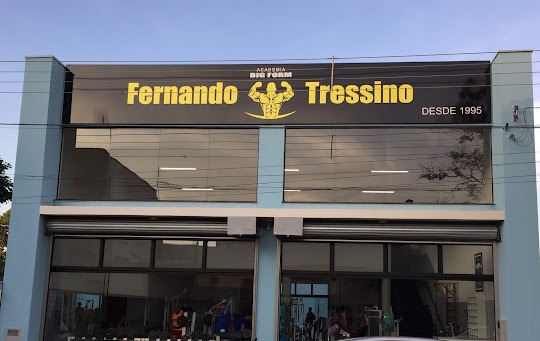 ACADEMIA
BIG FORM
Fernando Tressino
DESDE 1995